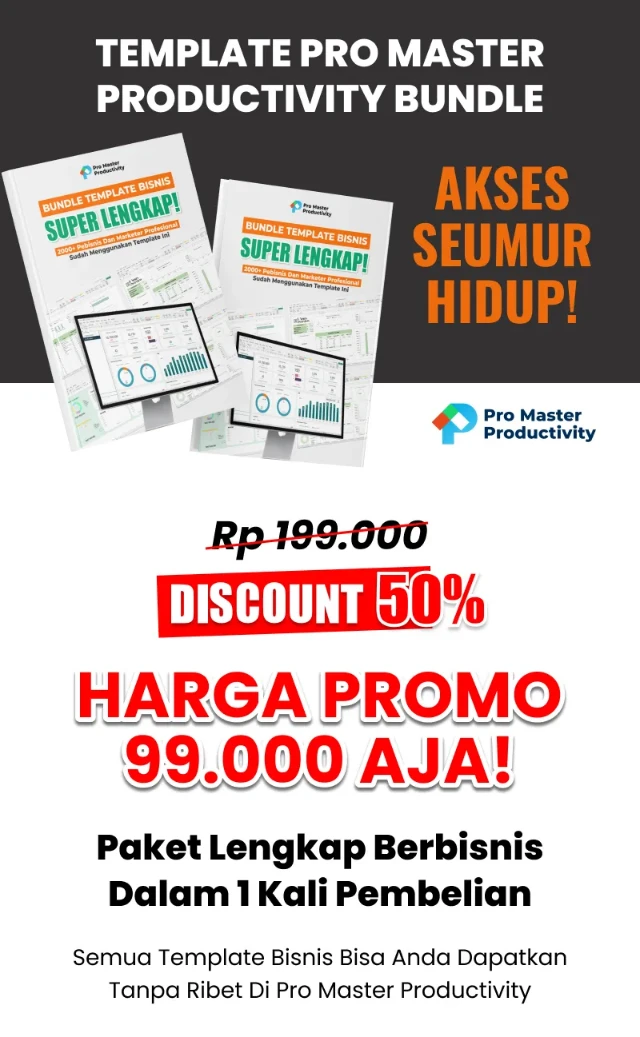 TEMPLATE PRO MASTER
PRODUCTIVITY BUNDLE
Pro Master
Productivity
BUNDLE TEMPLATE BISNIS
SUPER LENGKAP!
2000+ Pebisnis Dan Marketer Profesional
Sudah Menggunakan Template Ini
Pro Master
Productivity
BUNDLE TEMPLATE BISNIS
SUPER LENGKAP!
2000+ Pebisnis Dan Marketer Profesional
Sudah Menggunakan Template Ini
AKSES
SEUMUR
HIDUP!
Pro Master
Productivity
Rp 199.000
DISCOUNT 50%
HARGA PROMO
99.000 AJA!
Paket Lengkap Berbisnis
Dalam 1 Kali Pembelian
Semua Template Bisnis Bisa Anda Dapatkan
Tanpa Ribet Di Pro Master Productivity